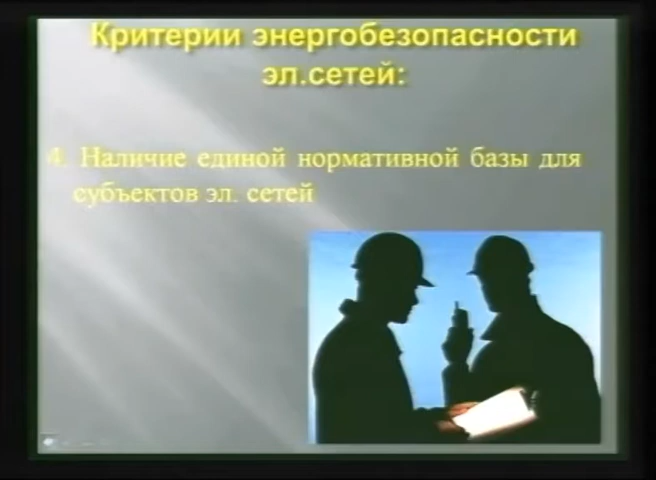 Критерии энергобезопасности
эл.сетей:
4. Наличие единой нормативной базы для
субъектов эл. сетей